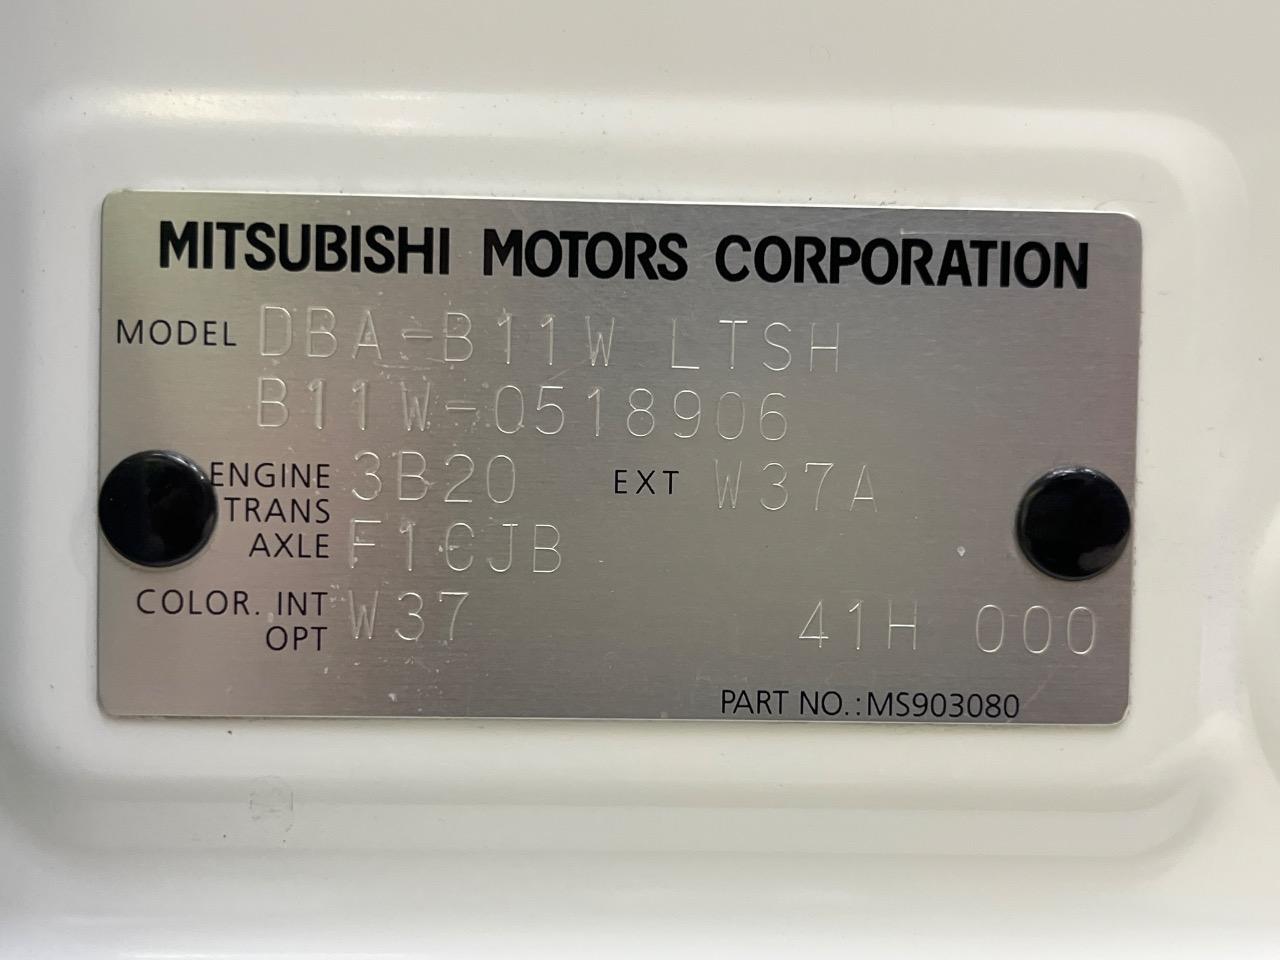 MITSUBISHI MOTORS CORPORATION
MODEL DBA-B11W LTSH
B11W-0518906
ENGINE 3B20 EXT W37A
TRANS
AXLE F1CJB
COLOR. INT W37 41H 000
OPT
PART NO.:MS903080